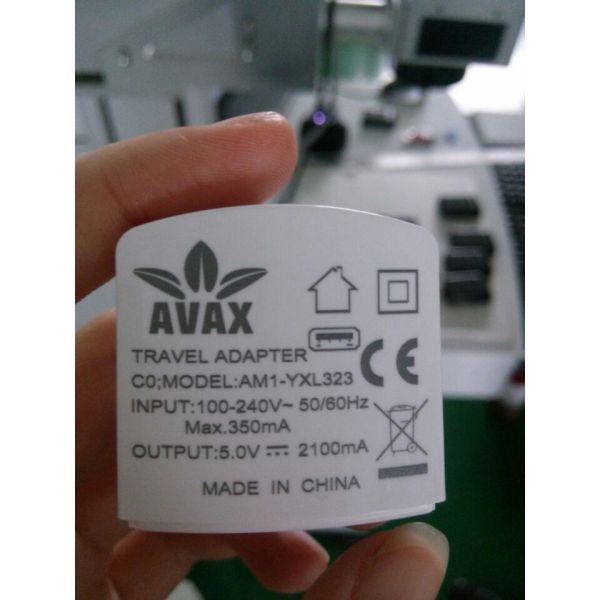 AVAX
TRAVEL ADAPTER
C0;MODEL:AM1-YXL323
INPUT:100-240V~ 50/60Hz
Max.350mA
OUTPUT:5.0V⎓ 2100mA
MADE IN CHINA
CE